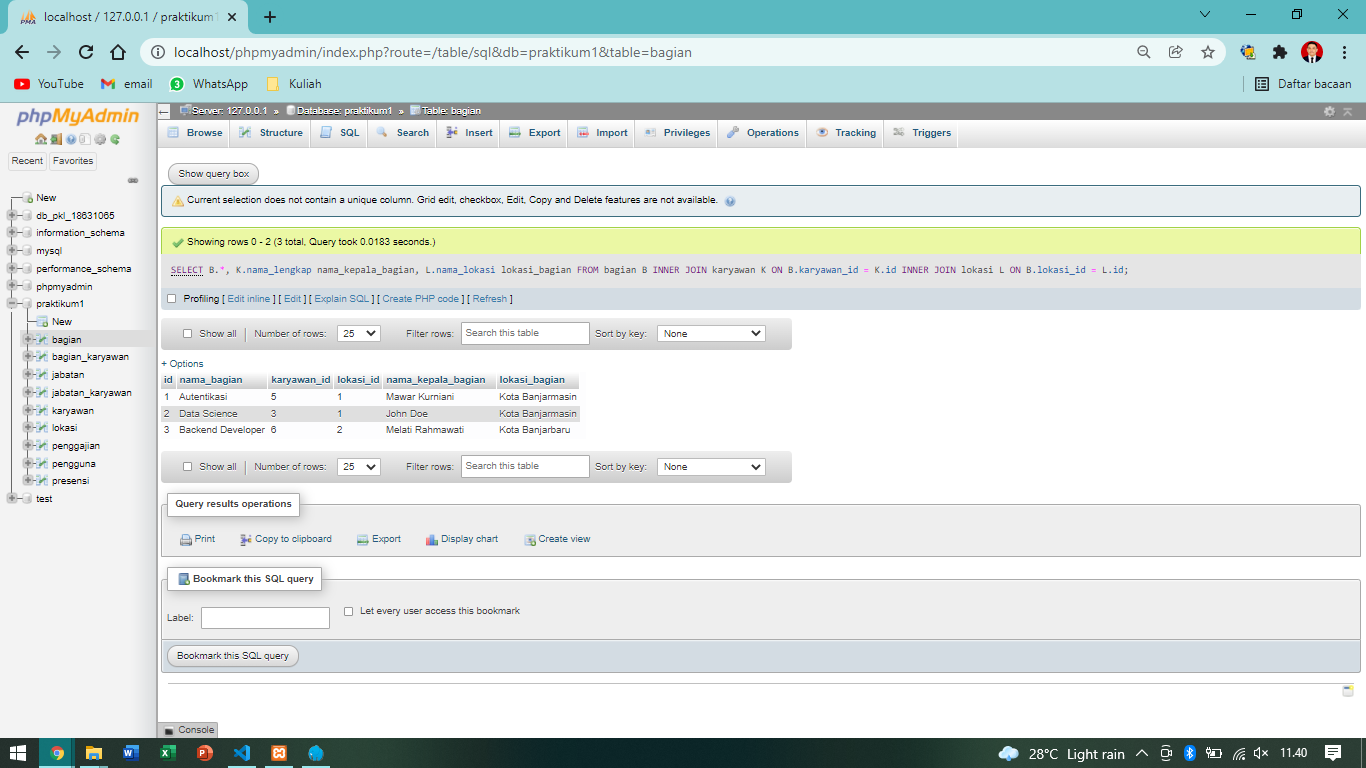 localhost / 127.0.0.1 / praktikum1
localhost/phpmyadmin/index.php?route=/table/sql&db=praktikum1&table=bagian
YouTube email 3 WhatsApp Kuliah Daftar bacaan
phpMyAdmin
Recent Favorites
New
db_pkl_18631065
information_schema
mysql
performance_schema
phpmyadmin
praktikum1
New
bagian
bagian_karyawan
jabatan
jabatan_karyawan
karyawan
lokasi
penggajian
pengguna
presensi
test
Server: 127.0.0.1 » Database: praktikum1 » Table: bagian
Browse Structure SQL Search Insert Export Import Privileges Operations Tracking Triggers
Show query box
Current selection does not contain a unique column. Grid edit, checkbox, Edit, Copy and Delete features are not available.
Showing rows 0 - 2 (3 total, Query took 0.0183 seconds.)
SELECT B.*, K.nama_lengkap nama_kepala_bagian, L.nama_lokasi lokasi_bagian FROM bagian B INNER JOIN karyawan K ON B.karyawan_id = K.id INNER JOIN lokasi L ON B.lokasi_id = L.id;
Profiling [ Edit inline ] [ Edit ] [ Explain SQL ] [ Create PHP code ] [ Refresh ]
Show all Number of rows: 25 Filter rows: Search this table Sort by key: None
+ Options
id nama_bagian karyawan_id lokasi_id nama_kepala_bagian lokasi_bagian
1 Autentikasi 5 1 Mawar Kurniani Kota Banjarmasin
2 Data Science 3 1 John Doe Kota Banjarmasin
3 Backend Developer 6 2 Melati Rahmawati Kota Banjarbaru
Show all Number of rows: 25 Filter rows: Search this table Sort by key: None
Query results operations
Print Copy to clipboard Export Display chart Create view
Bookmark this SQL query
Label: Let every user access this bookmark
Bookmark this SQL query
Console
28°C Light rain 11.40